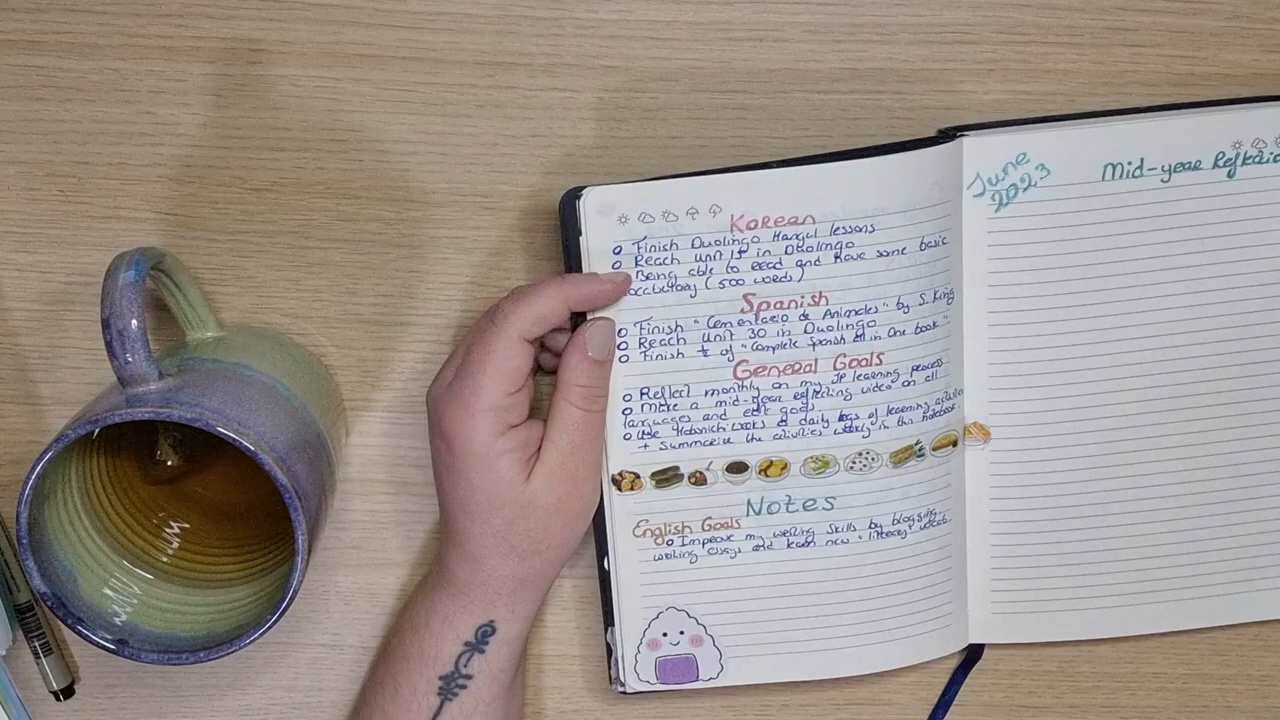 Korean
Finish Duolingo Hangul lessons
Reach Unit 15 in Duolingo
Being able to read and have some basic
vocabulary (500 words)
Spanish
Finish "Cementerio de Animales" by S. King
Reach Unit 30 in Duolingo
Finish ½ of "Complete Spanish All in One book".
General Goals
Reflect monthly on my JP learning process
Make a mid-year reflecting video on all
languages and edit goals
Use Hobonichi weeks as daily logs of learning activities
+ summarize the activities weekly in this notebook.
Notes
English Goals
Improve my writing skills by blogging,
writing essays and learn new "literary" vocab.
June
2023
Mid-year Reflectio